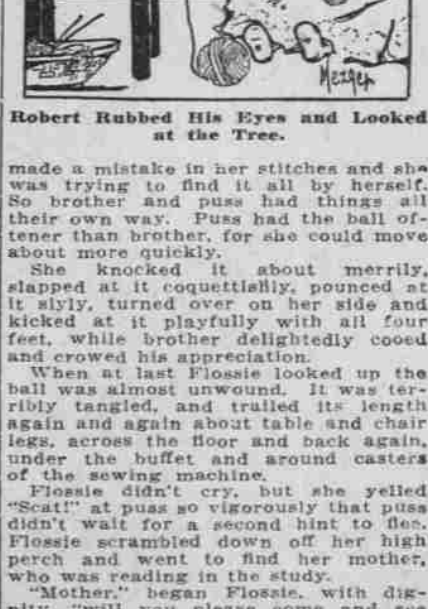 Mezger
Robert Rubbed His Eyes and Looked
at the Tree.
made a mistake in her stitches and she
was trying to find it all by herself.
So brother and puss had things all
their own way. Puss had the ball of-
tener than brother, for she could move
about more quickly.
She knocked it about merrily,
slapped at it coquettishly, pounced at
it slyly, turned over on her side and
kicked at it playfully with all four
feet, while brother delightedly cooed
and crowed his appreciation.
When at last Flossie looked up the
ball was almost unwound. It was ter-
ribly tangled, and trailed its length
again and again about table and chair
legs, across the floor and back again,
under the buffet and around casters
of the sewing machine.
Flossie didn't cry, but she yelled
"Scat!" at puss so vigorously that puss
didn't wait for a second hint to flee.
Flossie scrambled down off her high
perch and went to find her mother,
who was reading in the study.
"Mother," began Flossie, with dig-
nity, "will you please come